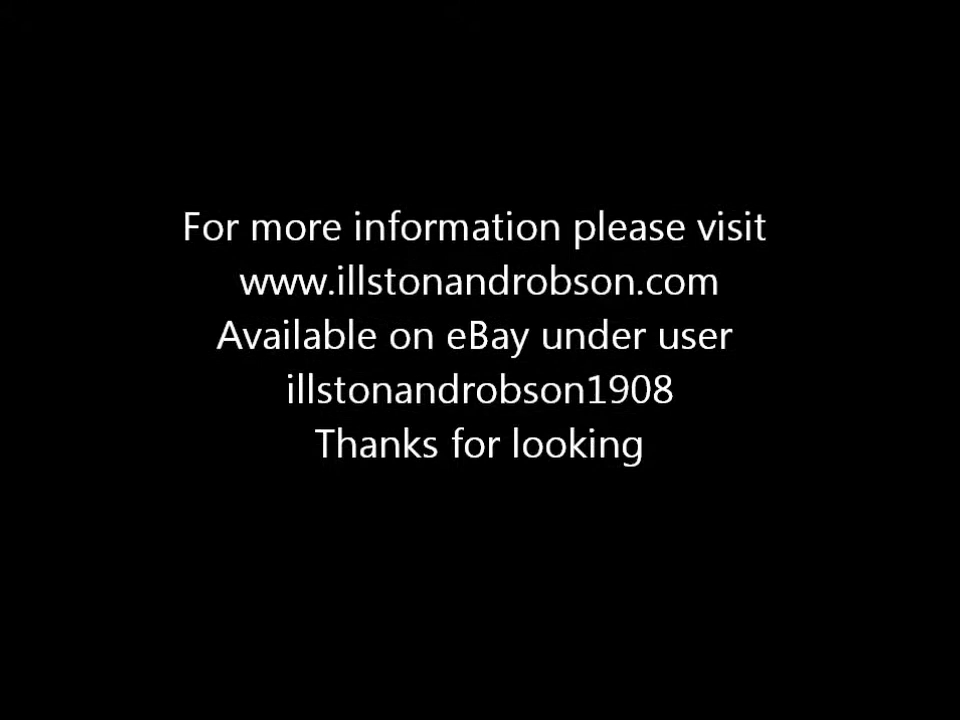 For more information please visit
www.illstonandrobson.com
Available on eBay under user
illstonandrobson1908
Thanks for looking